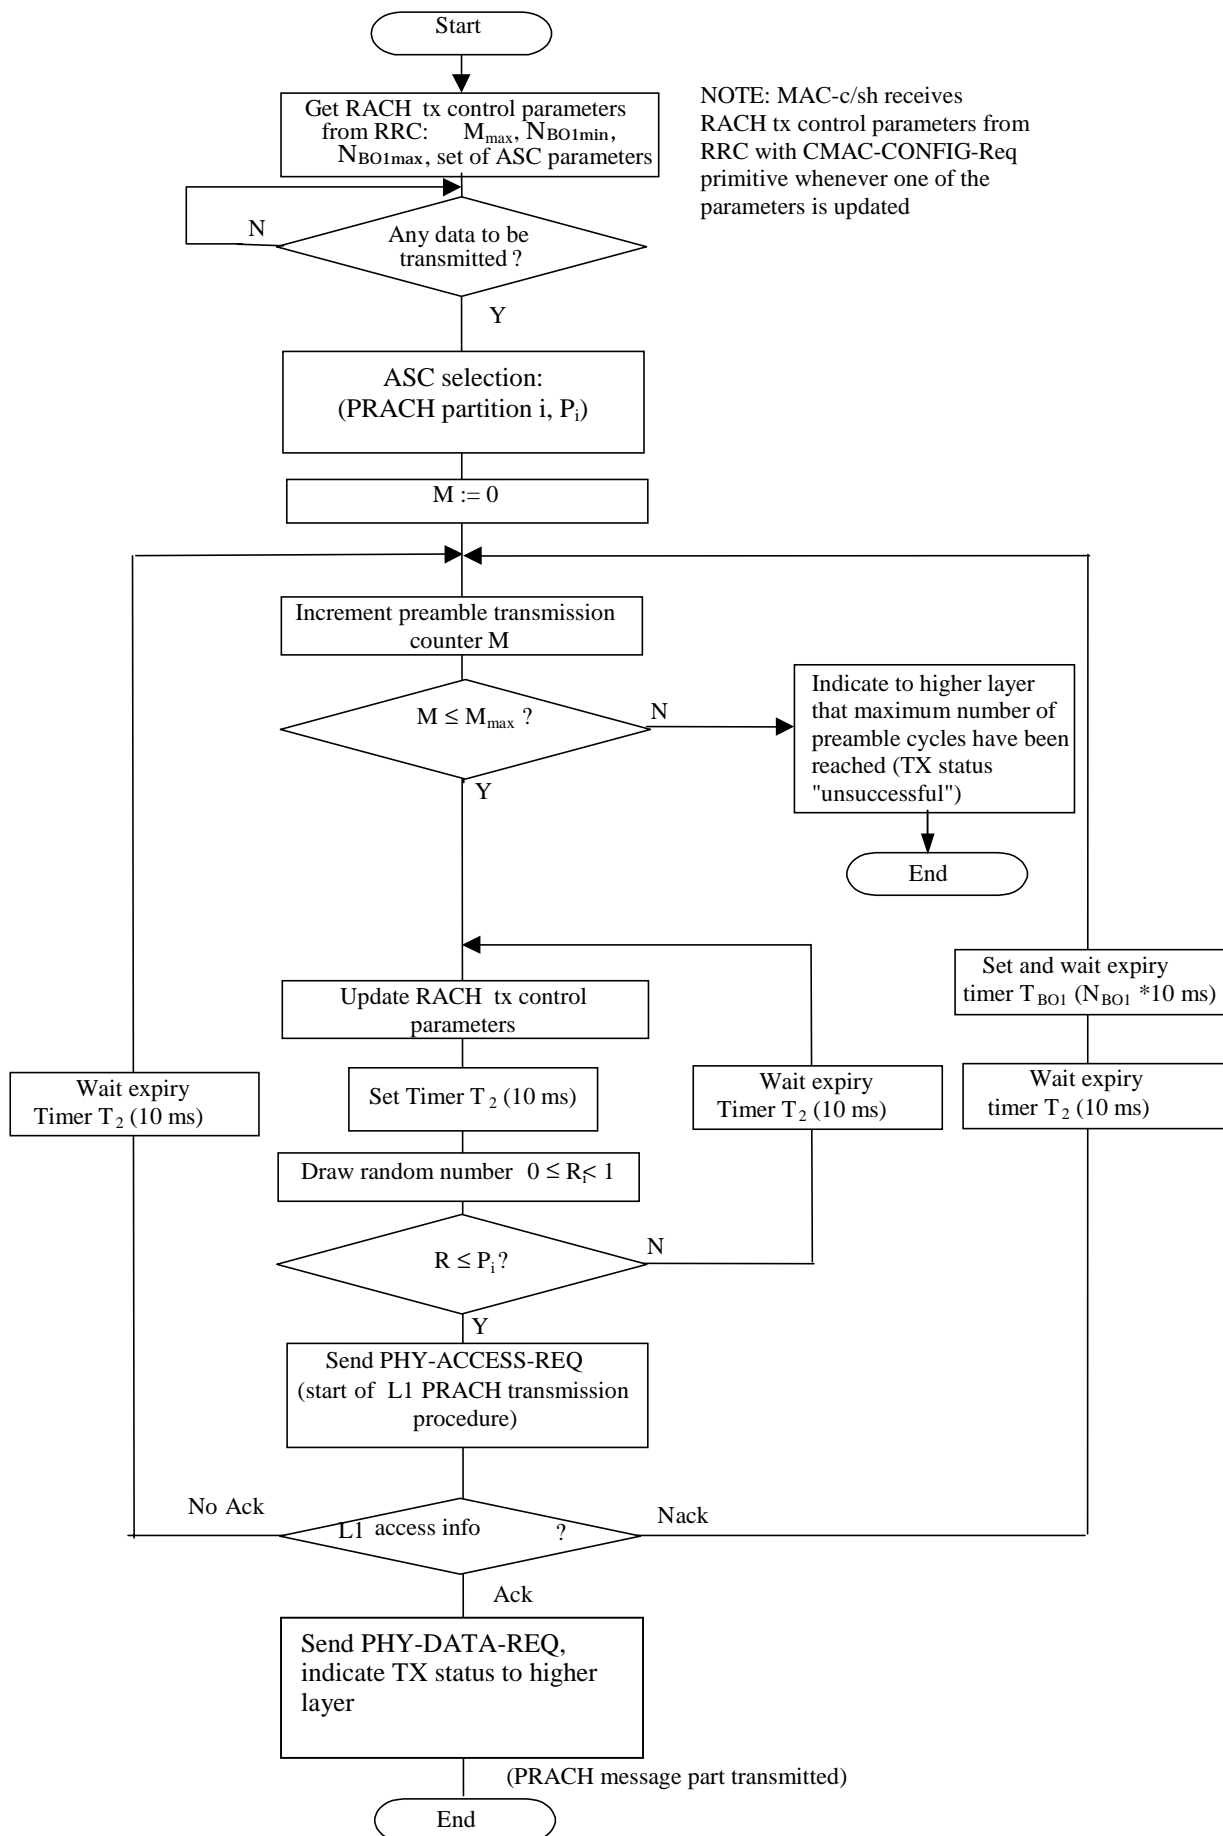 Start
Get RACH tx control parameters
from RRC: Mmax, NBO1min,
NBO1max, set of ASC parameters
NOTE: MAC-c/sh receives
RACH tx control parameters from
RRC with CMAC-CONFIG-Req
primitive whenever one of the
parameters is updated
N
Any data to be
transmitted ?
Y
ASC selection:
(PRACH partition i, Pi)
M := 0
Increment preamble transmission
counter M
M ≤ Mmax ?
N
Indicate to higher layer
that maximum number of
preamble cycles have been
reached (TX status
"unsuccessful")
Y
End
Set and wait expiry
timer TBO1 (NBO1 *10 ms)
Update RACH tx control
parameters
Wait expiry
Timer T2 (10 ms)
Set Timer T2 (10 ms)
Wait expiry
Timer T2 (10 ms)
Wait expiry
timer T2 (10 ms)
Draw random number 0 ≤ Ri< 1
R ≤ Pi ?
N
Y
Send PHY-ACCESS-REQ
(start of L1 PRACH transmission
procedure)
No Ack
L1 access info ?
Nack
Ack
Send PHY-DATA-REQ,
indicate TX status to higher
layer
(PRACH message part transmitted)
End